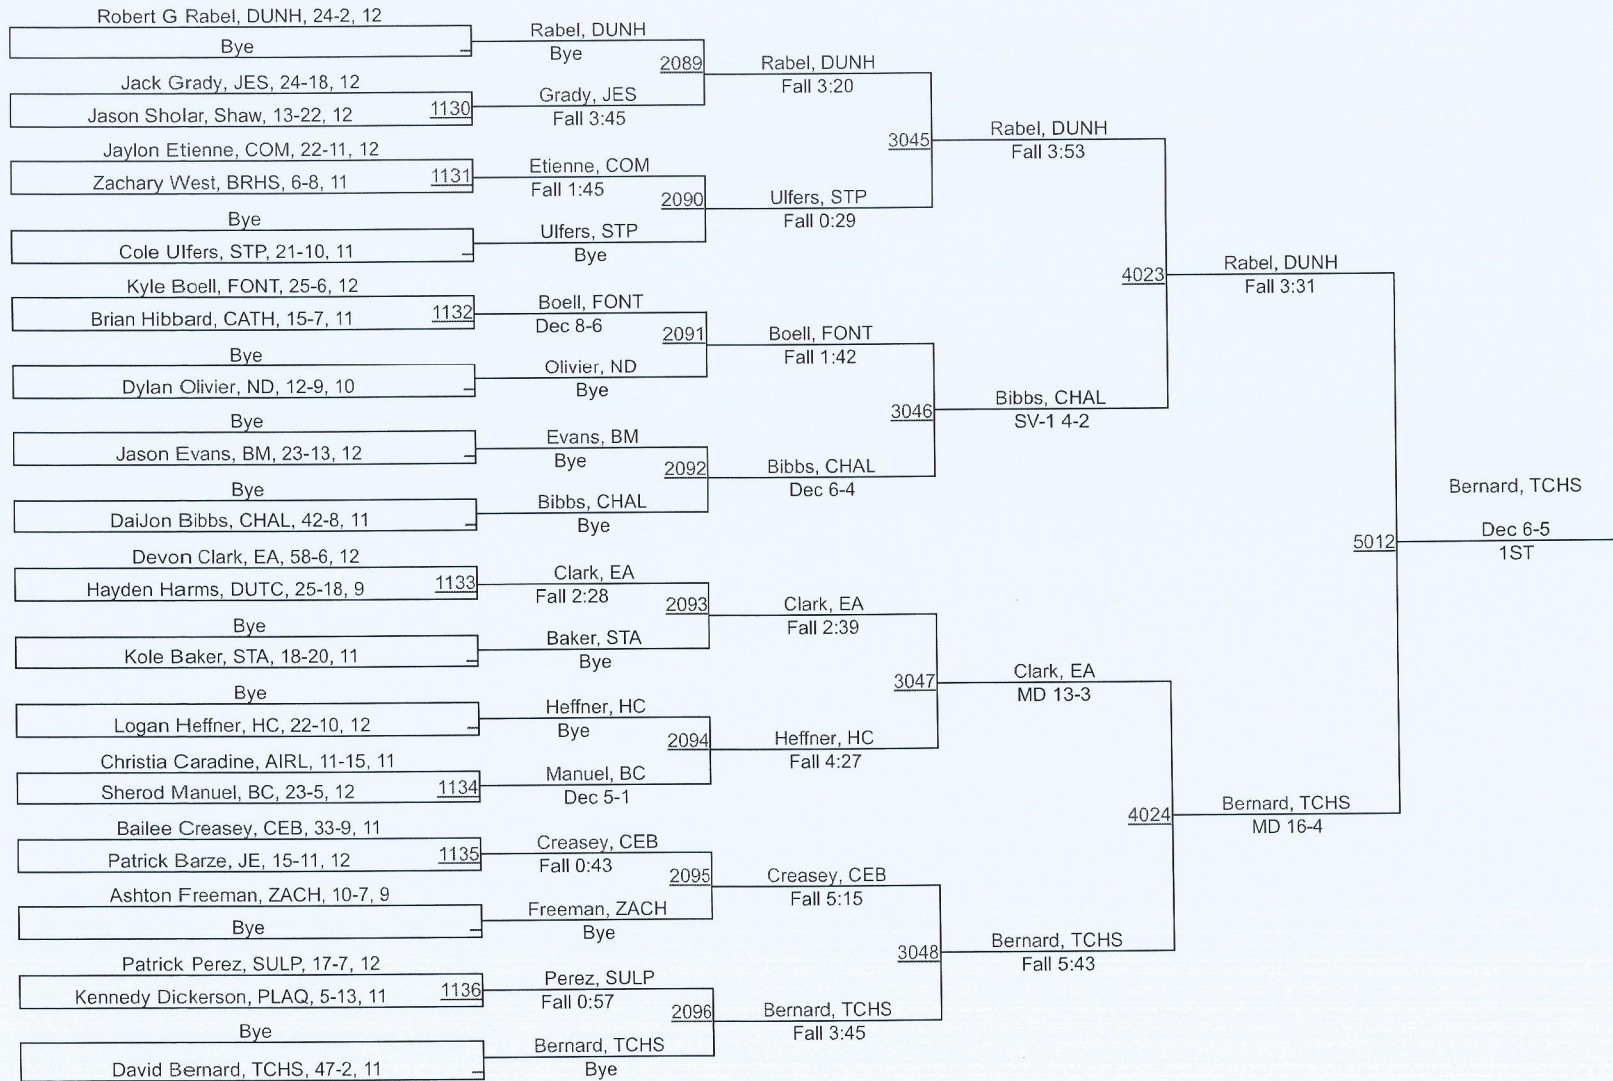 Robert G Rabel, DUNH, 24-2, 12
Bye
Rabel, DUNH
Bye
2089
Rabel, DUNH
Fall 3:20
Jack Grady, JES, 24-18, 12
Jason Sholar, Shaw, 13-22, 12
1130
Grady, JES
Fall 3:45
3045
Rabel, DUNH
Fall 3:53
Jaylon Etienne, COM, 22-11, 12
Zachary West, BRHS, 6-8, 11
1131
Etienne, COM
Fall 1:45
2090
Ulfers, STP
Fall 0:29
Bye
Cole Ulfers, STP, 21-10, 11
Ulfers, STP
Bye
4023
Rabel, DUNH
Fall 3:31
Kyle Boell, FONT, 25-6, 12
Brian Hibbard, CATH, 15-7, 11
1132
Boell, FONT
Dec 8-6
2091
Boell, FONT
Fall 1:42
Bye
Dylan Olivier, ND, 12-9, 10
Olivier, ND
Bye
3046
Bibbs, CHAL
SV-1 4-2
Bye
Jason Evans, BM, 23-13, 12
Evans, BM
Bye
2092
Bibbs, CHAL
Dec 6-4
Bye
DaiJon Bibbs, CHAL, 42-8, 11
Bibbs, CHAL
Bye
5012
Bernard, TCHS
Dec 6-5
1ST
Devon Clark, EA, 58-6, 12
Hayden Harms, DUTC, 25-18, 9
1133
Clark, EA
Fall 2:28
2093
Clark, EA
Fall 2:39
Bye
Kole Baker, STA, 18-20, 11
Baker, STA
Bye
3047
Clark, EA
MD 13-3
Bye
Logan Heffner, HC, 22-10, 12
Heffner, HC
Bye
2094
Heffner, HC
Fall 4:27
Christia Caradine, AIRL, 11-15, 11
Sherod Manuel, BC, 23-5, 12
1134
Manuel, BC
Dec 5-1
4024
Bernard, TCHS
MD 16-4
Bailee Creasey, CEB, 33-9, 11
Patrick Barze, JE, 15-11, 12
1135
Creasey, CEB
Fall 0:43
2095
Creasey, CEB
Fall 5:15
Ashton Freeman, ZACH, 10-7, 9
Bye
Freeman, ZACH
Bye
3048
Bernard, TCHS
Fall 5:43
Patrick Perez, SULP, 17-7, 12
Kennedy Dickerson, PLAQ, 5-13, 11
1136
Perez, SULP
Fall 0:57
2096
Bernard, TCHS
Fall 3:45
Bye
David Bernard, TCHS, 47-2, 11
Bernard, TCHS
Bye